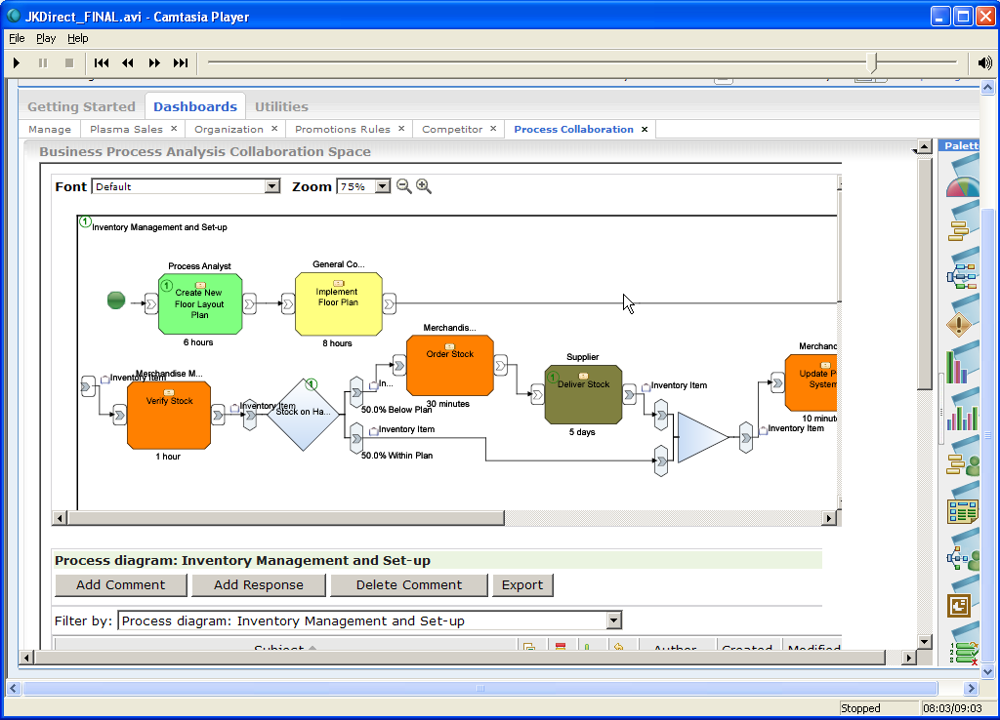 JKDirect_FINAL.avi - Camtasia Player
File Play Help
Getting Started Dashboards Utilities
Manage Plasma Sales × Organization × Promotions Rules × Competitor × Process Collaboration ×
Business Process Analysis Collaboration Space
Palett
Font Default Zoom 75%
1 Inventory Management and Set-up
Process Analyst
General Co...
1
Create New
Floor Layout
Plan
Implement
Floor Plan
6 hours
8 hours
Merchandis...
Order Stock
30 minutes
Supplier
1
Deliver Stock
5 days
Merchanc
Update P
System
10 minute
Inventory Item
Merchandise M...
Verify Stock
1 hour
Inventory Item
1
Stock on Ha...
In...
50.0% Below Plan
Inventory Item
50.0% Within Plan
Inventory Item
Inventory Item
Process diagram: Inventory Management and Set-up
Add Comment Add Response Delete Comment Export
Filter by: Process diagram: Inventory Management and Set-up
Subject Author Created Modified
Stopped 08:03/09:03